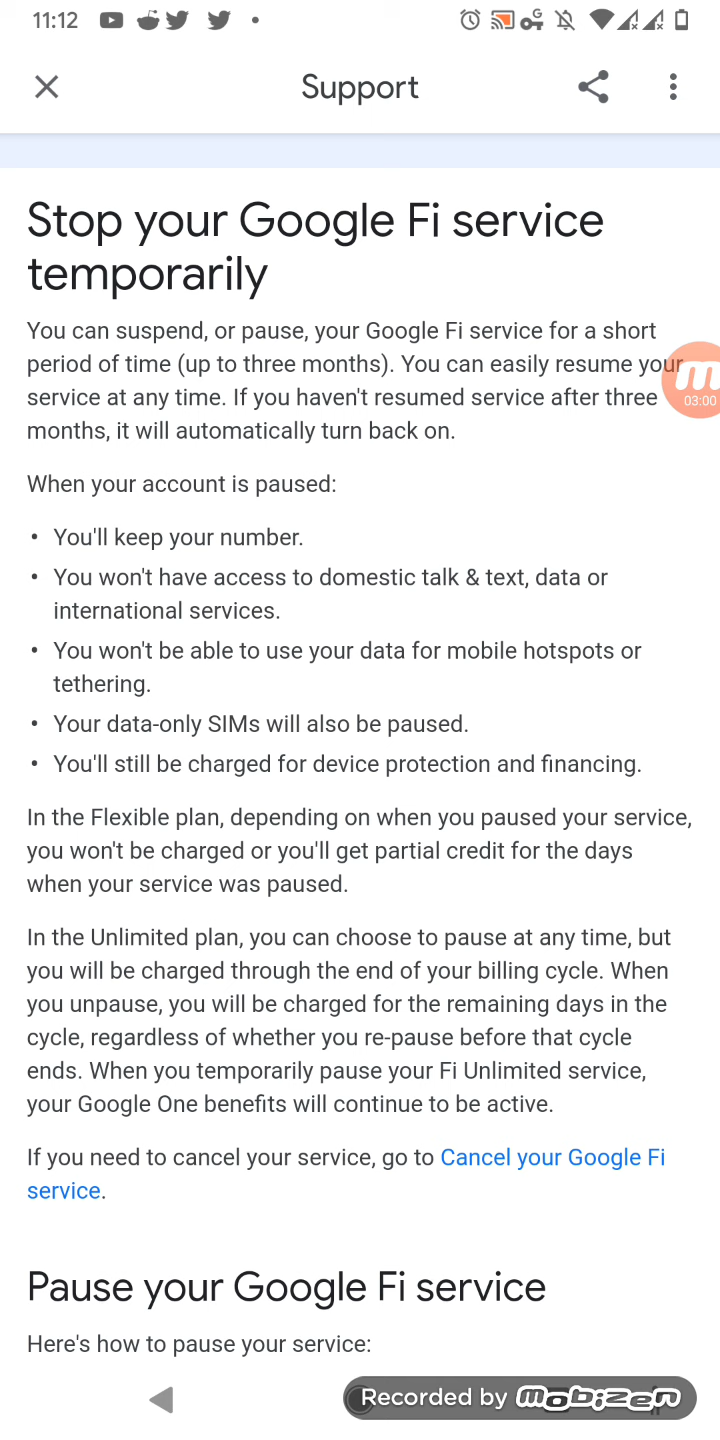 11:12
G
Support
Stop your Google Fi service
temporarily
You can suspend, or pause, your Google Fi service for a short
period of time (up to three months). You can easily resume your
service at any time. If you haven't resumed service after three
months, it will automatically turn back on.
m
03:00
When your account is paused:
• You'll keep your number.
• You won't have access to domestic talk & text, data or
international services.
• You won't be able to use your data for mobile hotspots or
tethering.
• Your data-only SIMs will also be paused.
• You'll still be charged for device protection and financing.
In the Flexible plan, depending on when you paused your service,
you won't be charged or you'll get partial credit for the days
when your service was paused.
In the Unlimited plan, you can choose to pause at any time, but
you will be charged through the end of your billing cycle. When
you unpause, you will be charged for the remaining days in the
cycle, regardless of whether you re-pause before that cycle
ends. When you temporarily pause your Fi Unlimited service,
your Google One benefits will continue to be active.
If you need to cancel your service, go to Cancel your Google Fi
service.
Pause your Google Fi service
Here's how to pause your service:
Recorded by mobizen